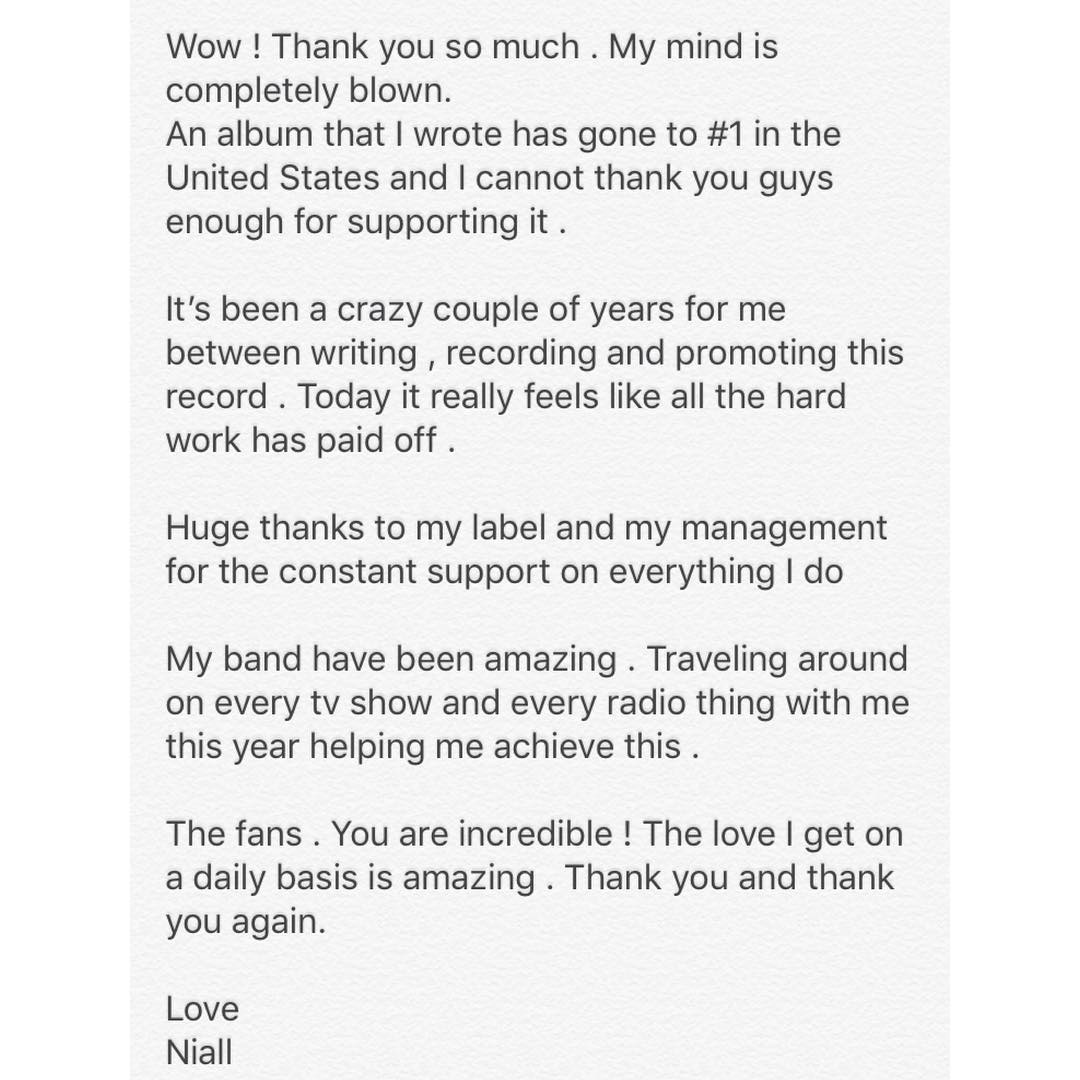 Wow ! Thank you so much . My mind is
completely blown.
An album that I wrote has gone to #1 in the
United States and I cannot thank you guys
enough for supporting it .
It’s been a crazy couple of years for me
between writing , recording and promoting this
record . Today it really feels like all the hard
work has paid off .
Huge thanks to my label and my management
for the constant support on everything I do
My band have been amazing . Traveling around
on every tv show and every radio thing with me
this year helping me achieve this .
The fans . You are incredible ! The love I get on
a daily basis is amazing . Thank you and thank
you again.
Love
Niall